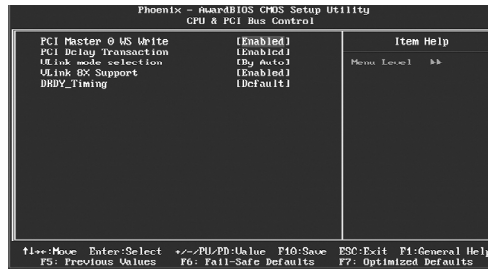 Phoenix - AwardBIOS CMOS Setup Utility
CPU & PCI Bus Control
PCI Master 0 WS Write [Enabled]
PCI Delay Transaction [Enabled]
VLink mode selection [By Auto]
VLink 8X Support [Enabled]
DRDY_Timing [Default]
Item Help
Menu Level ▸▸
↑↓→←:Move Enter:Select +/-/PU/PD:Value F10:Save ESC:Exit F1:General Help
F5: Previous Values F6: Fail-Safe Defaults F7: Optimized Defaults